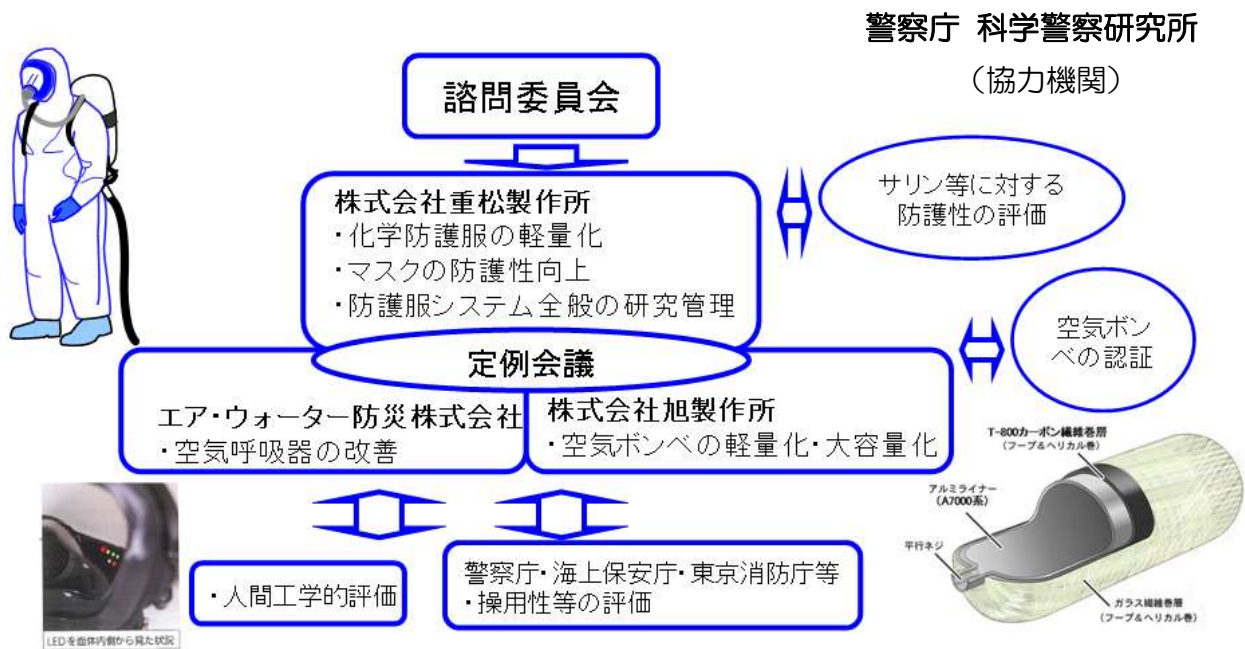 警察庁 科学警察研究所
（協力機関）
諮問委員会
株式会社重松製作所
・化学防護服の軽量化
・マスクの防護性向上
・防護服システム全般の研究管理
サリン等に対する
防護性の評価
定例会議
空気ボン
ベの認証
エア・ウォーター防災株式会社
・空気呼吸器の改善
株式会社旭製作所
・空気ボンベの軽量化・大容量化
T-800カーボン繊維巻層
（フープ&ヘリカル巻）
アルミライナー
（A7000系）
平行ネジ
ガラス繊維巻層
（フープ&ヘリカル巻）
・人間工学的評価
警察庁・海上保安庁・東京消防庁等
・操用性等の評価
LEDを面体内側から見た状況